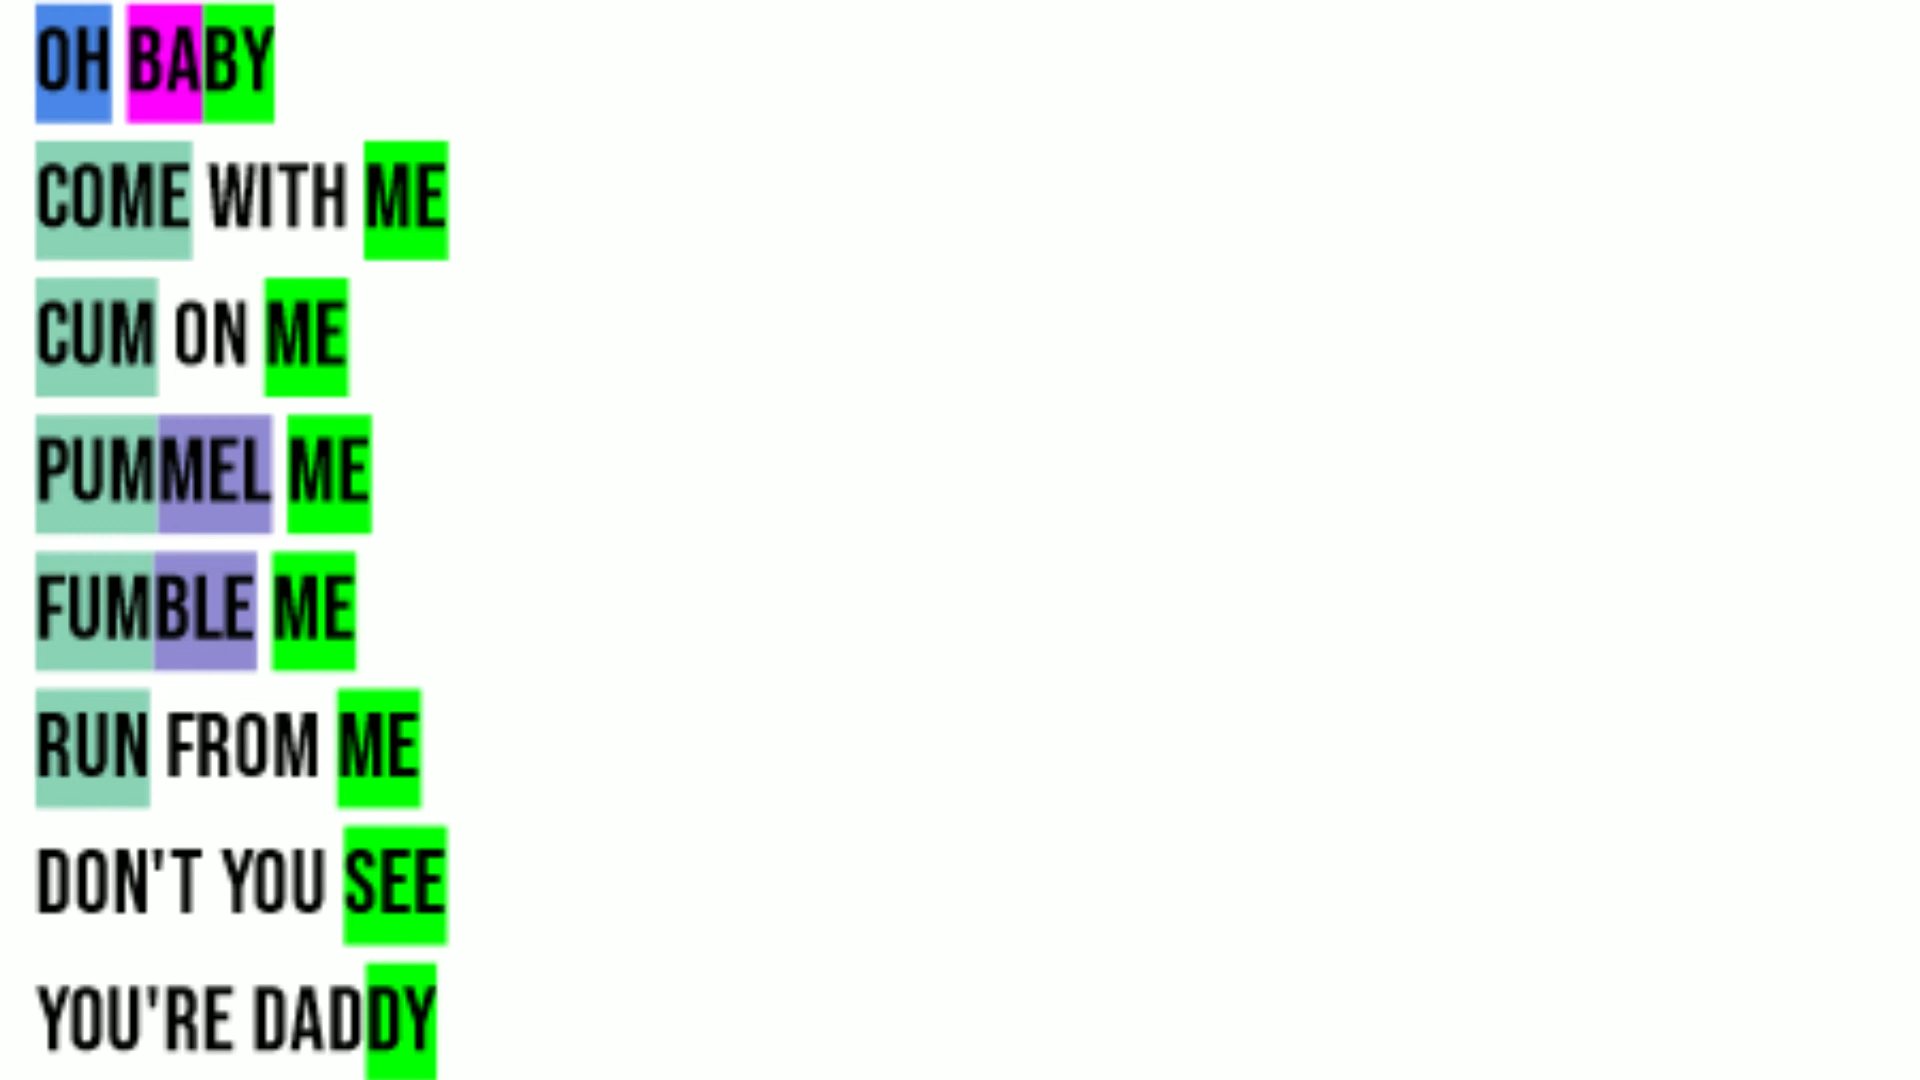 OH BABY
COME WITH ME
CUM ON ME
PUMMEL ME
FUMBLE ME
RUN FROM ME
DON'T YOU SEE
YOU'RE DADDY